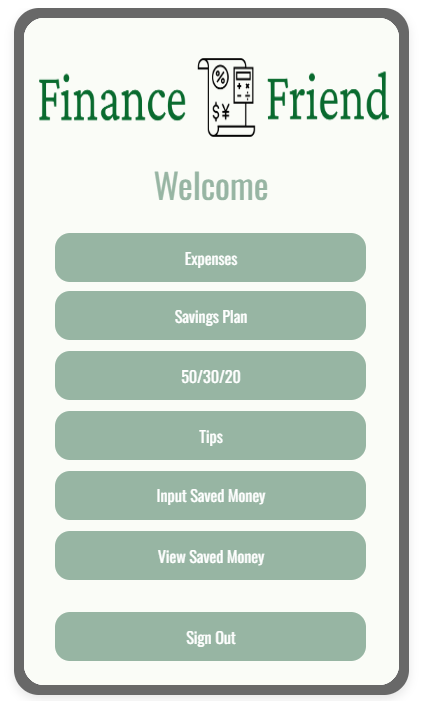 Finance Friend
% $¥
Welcome
Expenses
Savings Plan
50/30/20
Tips
Input Saved Money
View Saved Money
Sign Out